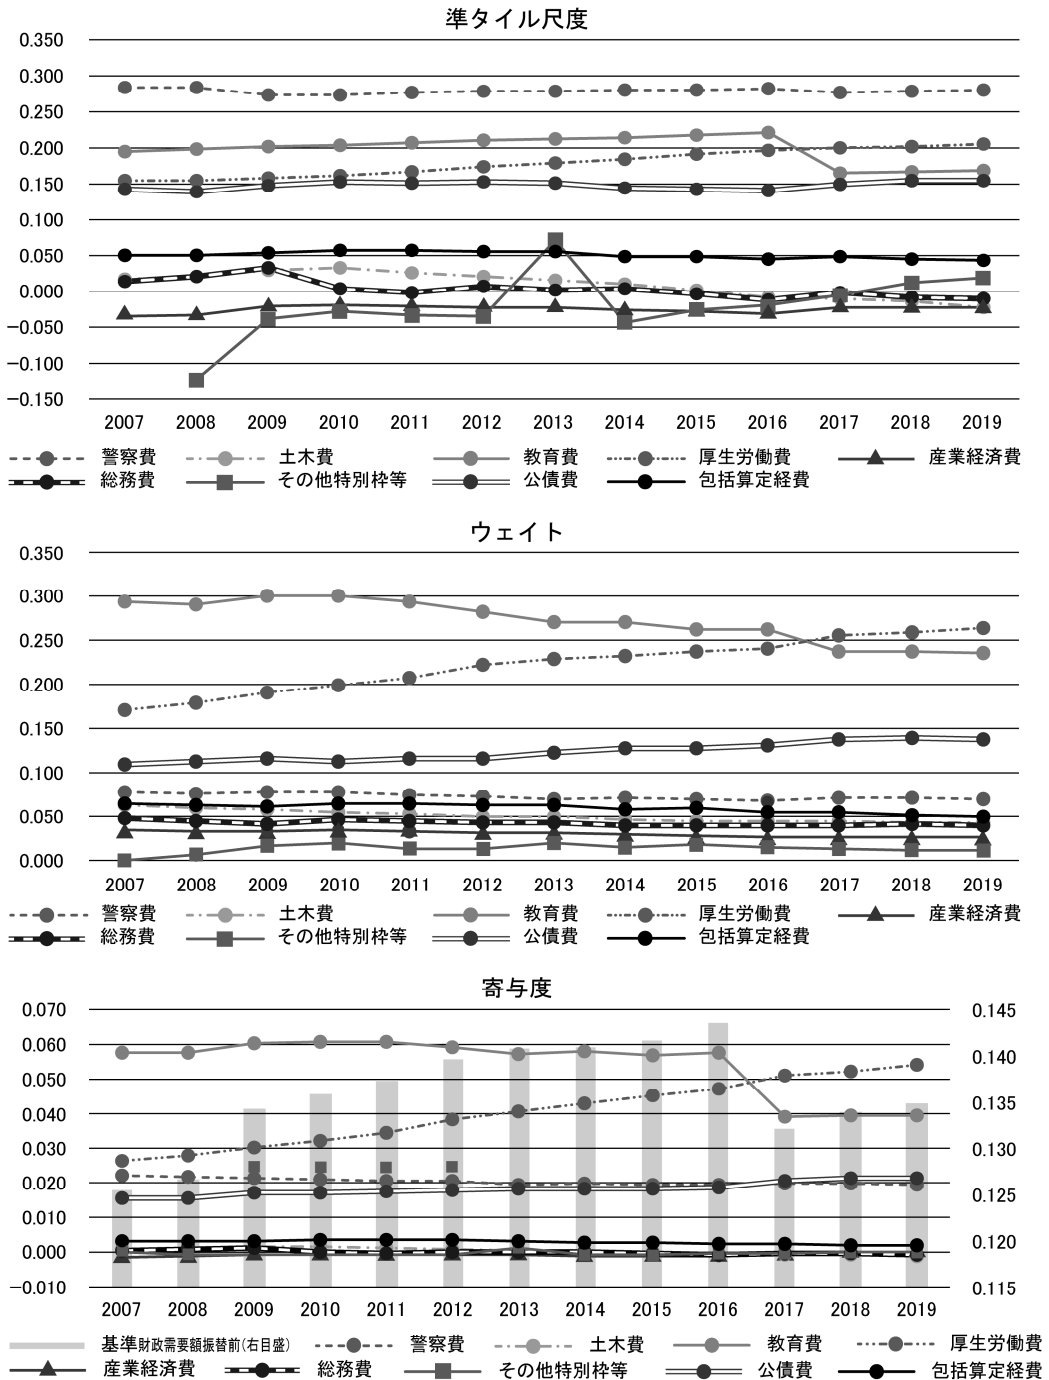 準タイル尺度
0.350
0.300
0.250
0.200
0.150
0.100
0.050
0.000
−0.050
−0.100
−0.150
2007 2008 2009 2010 2011 2012 2013 2014 2015 2016 2017 2018 2019
警察費 土木費 教育費 厚生労働費 産業経済費
総務費 その他特別枠等 公債費 包括算定経費
ウェイト
0.350
0.300
0.250
0.200
0.150
0.100
0.050
0.000
2007 2008 2009 2010 2011 2012 2013 2014 2015 2016 2017 2018 2019
警察費 土木費 教育費 厚生労働費 産業経済費
総務費 その他特別枠等 公債費 包括算定経費
寄与度
0.070 0.145
0.060 0.140
0.050
0.040 0.135
0.030 0.130
0.020 0.125
0.010
0.000 0.120
−0.010 0.115
2007 2008 2009 2010 2011 2012 2013 2014 2015 2016 2017 2018 2019
基準財政需要額振替前(右目盛) 警察費 土木費 教育費 厚生労働費
産業経済費 総務費 その他特別枠等 公債費 包括算定経費